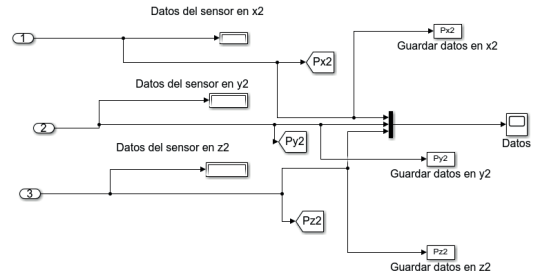 Datos del sensor en x2
1
Px2
Px2
Guardar datos en x2
Datos del sensor en y2
2
Py2
Datos
Datos del sensor en z2
Py2
Guardar datos en y2
3
Pz2
Pz2
Guardar datos en z2